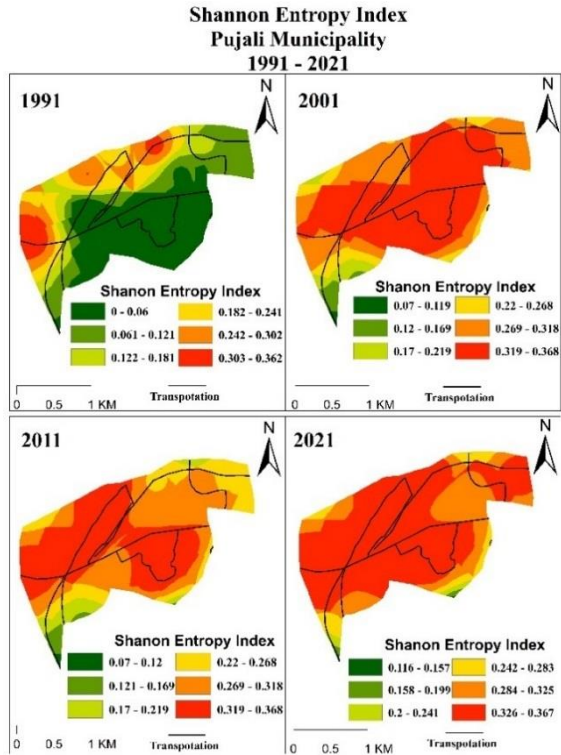 Shannon Entropy Index
Pujali Municipality
1991 - 2021
1991
N
Shanon Entropy Index
0 - 0.06
0.182 - 0.241
0.061 - 0.121
0.242 - 0.302
0.122 - 0.181
0.303 - 0.362
0 0.5 1 KM
Transpotation
2001
N
Shanon Entropy Index
0.07 - 0.119
0.22 - 0.268
0.12 - 0.169
0.269 - 0.318
0.17 - 0.219
0.319 - 0.368
0 0.5 1 KM
Transpotation
2011
N
Shanon Entropy Index
0.07 - 0.12
0.22 - 0.268
0.121 - 0.169
0.269 - 0.318
0.17 - 0.219
0.319 - 0.368
0 0.5 1 KM
Transpotation
2021
N
Shanon Entropy Index
0.116 - 0.157
0.242 - 0.283
0.158 - 0.199
0.284 - 0.325
0.2 - 0.241
0.326 - 0.367
0 0.5 1 KM
Transpotation